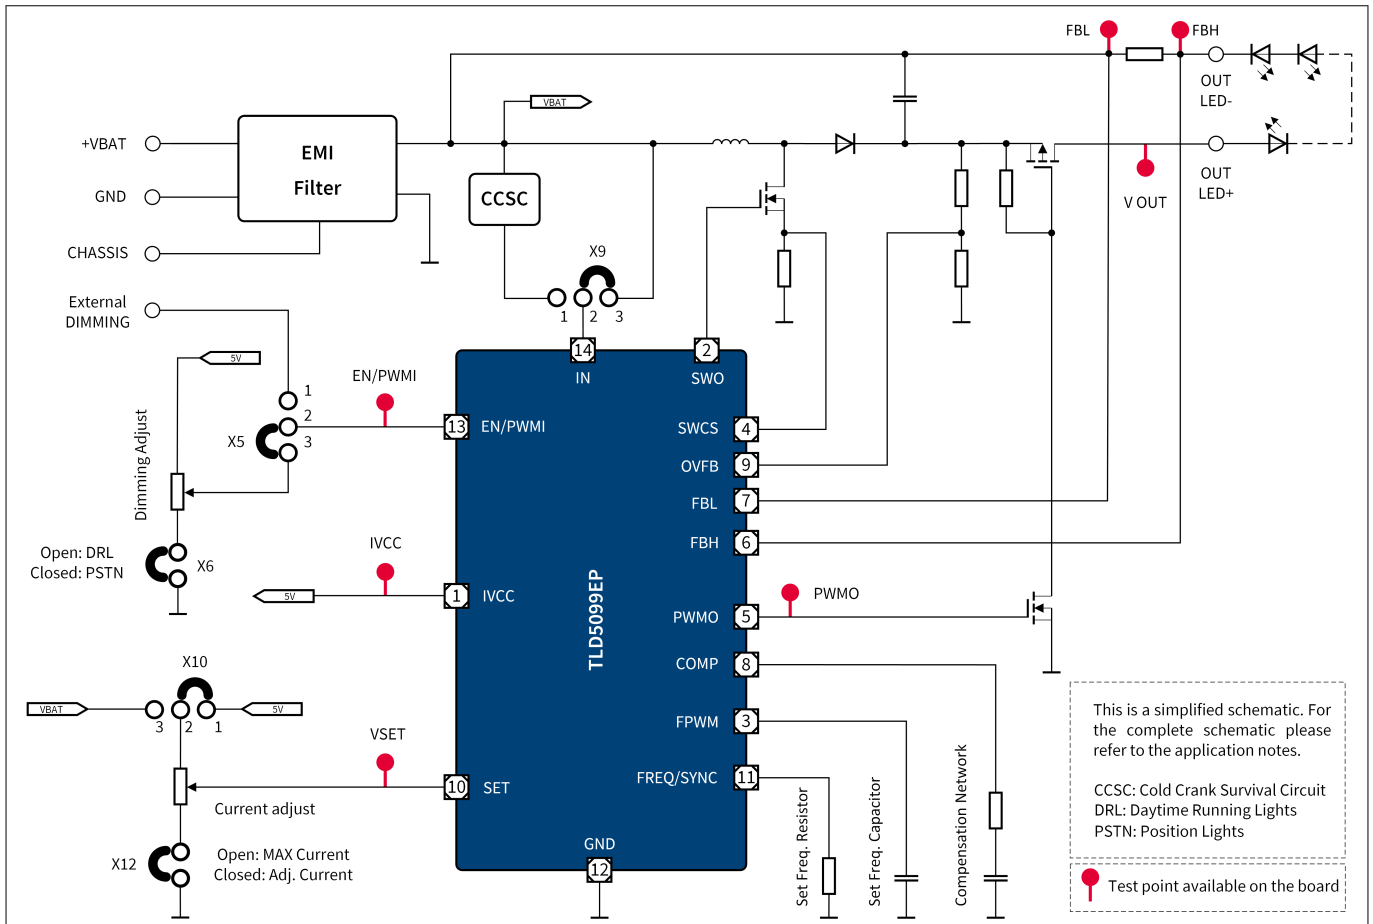 FBL
FBH
OUT
LED-
VBAT
+VBAT
EMI
Filter
GND
CCSC
OUT
LED+
V OUT
CHASSIS
X9
1
2
3
External
DIMMING
5V
14
2
IN
SWO
EN/PWMI
1
2
3
X5
13
EN/PWMI
SWCS
4
OVFB
9
FBL
7
FBH
6
Dimming Adjust
Open: DRL
Closed: PSTN
X6
IVCC
5V
1
IVCC
TLD5099EP
PWMO
5
PWMO
COMP
8
X10
VBAT
5V
3
2
1
FPWM
3
VSET
FREQ/SYNC
11
10
SET
Current adjust
GND
12
X12
Open: MAX Current
Closed: Adj. Current
Set Freq. Resistor
Set Freq. Capacitor
Compensation Network
This is a simplified schematic. For
the complete schematic please
refer to the application notes.
CCSC: Cold Crank Survival Circuit
DRL: Daytime Running Lights
PSTN: Position Lights
Test point available on the board